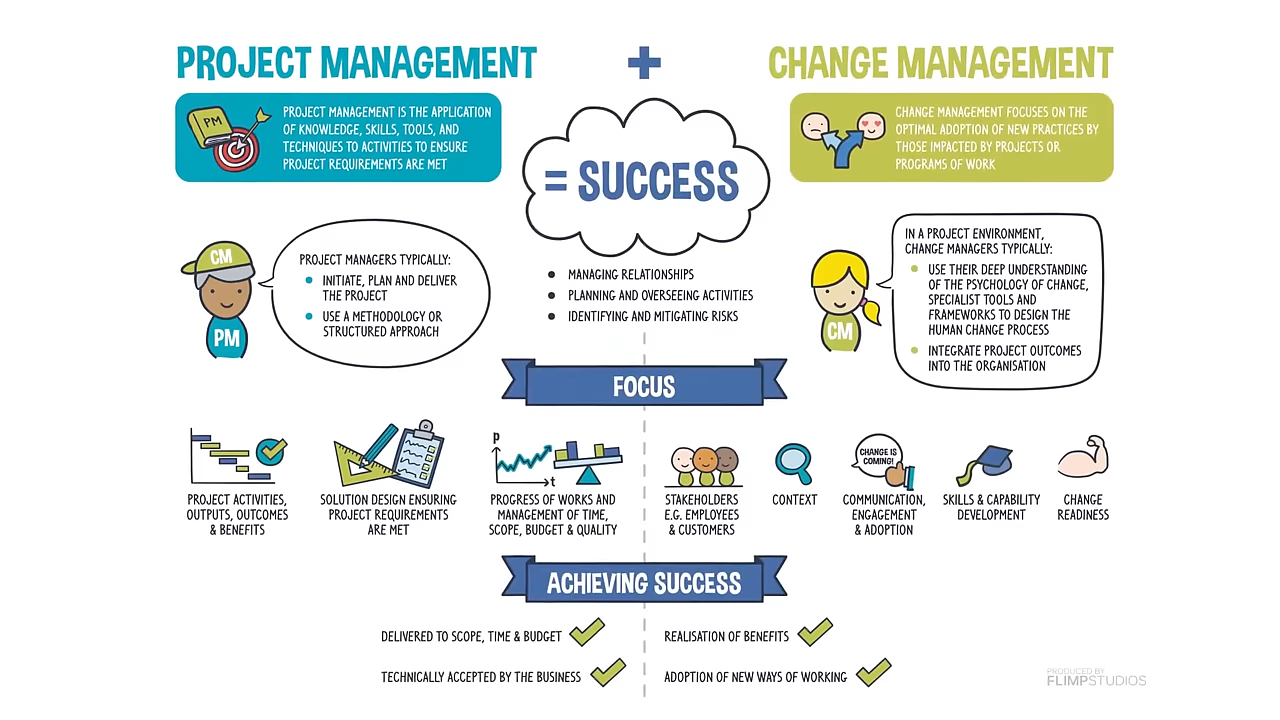 PROJECT MANAGEMENT
+
CHANGE MANAGEMENT
PM
PROJECT MANAGEMENT IS THE APPLICATION
OF KNOWLEDGE, SKILLS, TOOLS, AND
TECHNIQUES TO ACTIVITIES TO ENSURE
PROJECT REQUIREMENTS ARE MET
= SUCCESS
CHANGE MANAGEMENT FOCUSES ON THE
OPTIMAL ADOPTION OF NEW PRACTICES BY
THOSE IMPACTED BY PROJECTS OR
PROGRAMS OF WORK
CM
PM
PROJECT MANAGERS TYPICALLY:
• INITIATE, PLAN AND DELIVER
THE PROJECT
• USE A METHODOLOGY OR
STRUCTURED APPROACH
• MANAGING RELATIONSHIPS
• PLANNING AND OVERSEEING ACTIVITIES
• IDENTIFYING AND MITIGATING RISKS
CM
IN A PROJECT ENVIRONMENT,
CHANGE MANAGERS TYPICALLY:
• USE THEIR DEEP UNDERSTANDING
OF THE PSYCHOLOGY OF CHANGE,
SPECIALIST TOOLS AND
FRAMEWORKS TO DESIGN THE
HUMAN CHANGE PROCESS
• INTEGRATE PROJECT OUTCOMES
INTO THE ORGANISATION
FOCUS
PROJECT ACTIVITIES,
OUTPUTS, OUTCOMES
& BENEFITS
SOLUTION DESIGN ENSURING
PROJECT REQUIREMENTS
ARE MET
P
t
PROGRESS OF WORKS AND
MANAGEMENT OF TIME,
SCOPE, BUDGET & QUALITY
STAKEHOLDERS
E.G. EMPLOYEES
& CUSTOMERS
CONTEXT
CHANGE IS
COMING!
COMMUNICATION,
ENGAGEMENT
& ADOPTION
SKILLS & CAPABILITY
DEVELOPMENT
CHANGE
READINESS
ACHIEVING SUCCESS
DELIVERED TO SCOPE, TIME & BUDGET
TECHNICALLY ACCEPTED BY THE BUSINESS
REALISATION OF BENEFITS
ADOPTION OF NEW WAYS OF WORKING
PRODUCED BY
FLIMPSTUDIOS